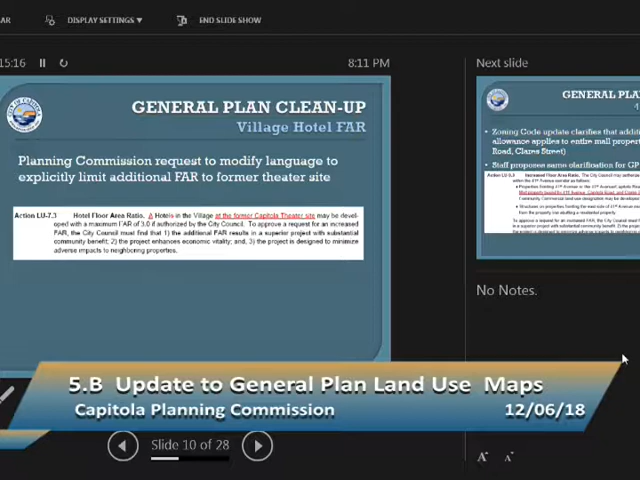 AR
DISPLAY SETTINGS ▾
END SLIDE SHOW
15:16
8:11 PM
Next slide
GENERAL PLAN CLEAN-UP
Village Hotel FAR
Planning Commission request to modify language to
explicitly limit additional FAR to former theater site
Action LU-7.3 Hotel Floor Area Ratio. A Hotels in the Village at the former Capitola Theater site may be devel-
oped with a maximum FAR of 3.0 if authorized by the City Council. To approve a request for an increased
FAR, the City Council must find that 1) the additional FAR results in a superior project with substantial
community benefit; 2) the project enhances economic vitality; and, 3) the project is designed to minimize
adverse impacts to neighboring properties.
GENERAL PLA
4
• Zoning Code update clarifies that addit
allowance applies to entire mall propert
Road, Clares Street)
• Staff proposes same clarification for GP
No Notes.
5.B Update to General Plan Land Use Maps
Capitola Planning Commission 12/06/18
Slide 10 of 28
A A